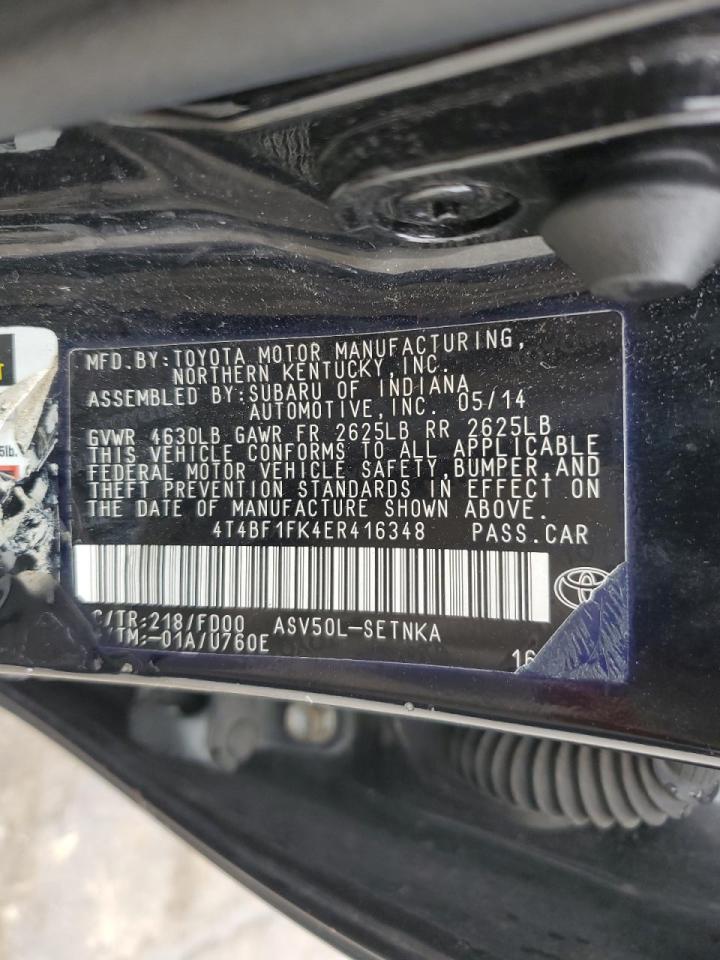 MFD.BY:TOYOTA MOTOR MANUFACTURING,
NORTHERN KENTUCKY,INC.
ASSEMBLED BY:SUBARU OF INDIANA
AUTOMOTIVE,INC. 05/14
GVWR 4630LB GAWR FR 2625LB RR 2625LB
THIS VEHICLE CONFORMS TO ALL APPLICABLE
FEDERAL MOTOR VEHICLE SAFETY,BUMPER,AND
THEFT PREVENTION STANDARDS IN EFFECT ON
THE DATE OF MANUFACTURE SHOWN ABOVE.
4T4BF1FK4ER416348 PASS.CAR
C/TR:218/FD00 ASV50L-SETNKA
/TM:-01A/U760E 16
5lb.